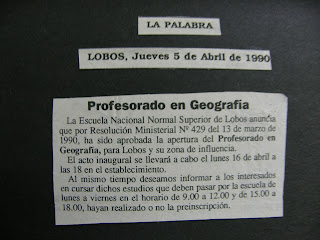 LA PALABRA
LOBOS, Jueves 5 de Abril de 1990
Profesorado en Geografía
La Escuela Nacional Normal Superior de Lobos anuncia
que por Resolución Ministerial Nº 429 del 13 de marzo de
1990, ha sido aprobada la apertura del Profesorado en
Geografía, para Lobos y su zona de influencia.
El acto inaugural se llevará a cabo el lunes 16 de abril a
las 18 en el establecimiento.
Al mismo tiempo deseamos informar a los interesados
en cursar dichos estudios que deben pasar por la escuela de
lunes a viernes en el horario de 9.00 a 12.00 y de 15.00 a
18.00, hayan realizado o no la preinscripción.